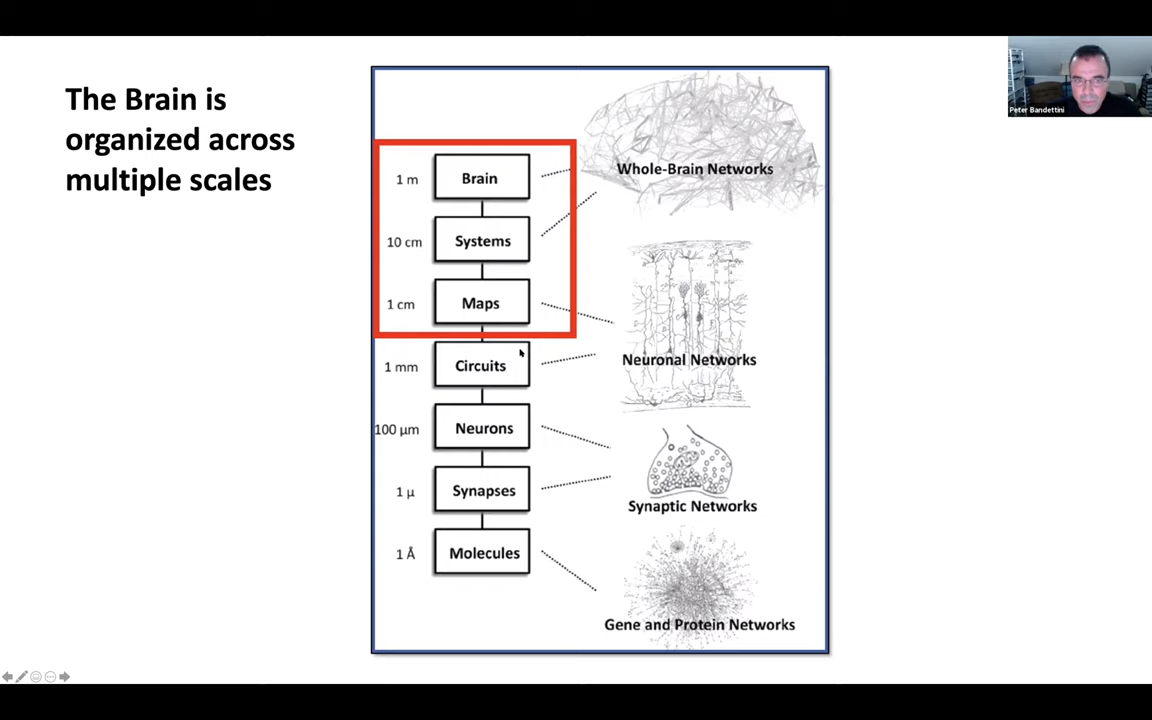 The Brain is
organized across
multiple scales
Peter Bandettini
1 m
Brain
Whole-Brain Networks
10 cm
Systems
1 cm
Maps
1 mm
Circuits
Neuronal Networks
100 µm
Neurons
1 µ
Synapses
Synaptic Networks
1 Å
Molecules
Gene and Protein Networks